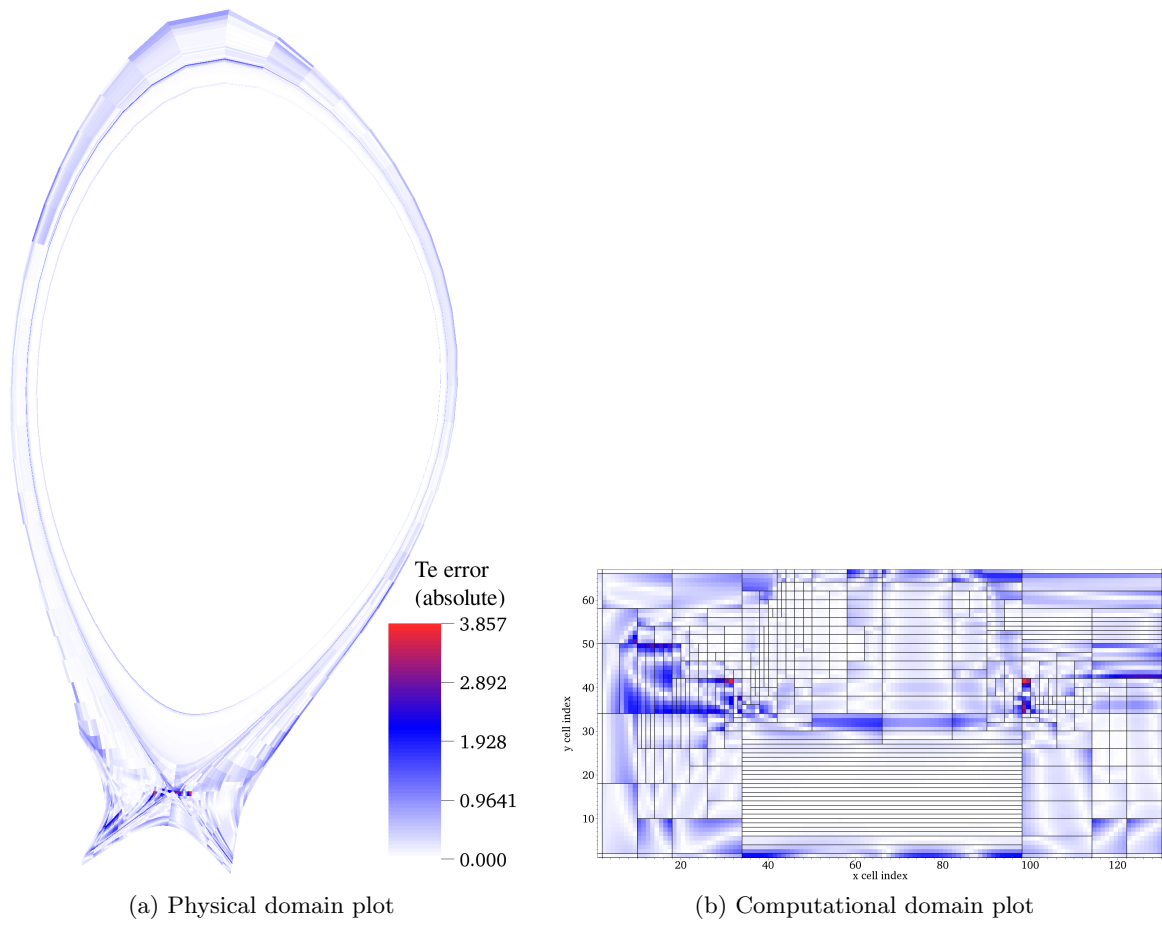 Te error
(absolute)
3.857
2.892
1.928
0.9641
0.000
(a) Physical domain plot
60
50
40
30
20
10
y cell index
20 40 60 80 100 120
x cell index
(b) Computational domain plot